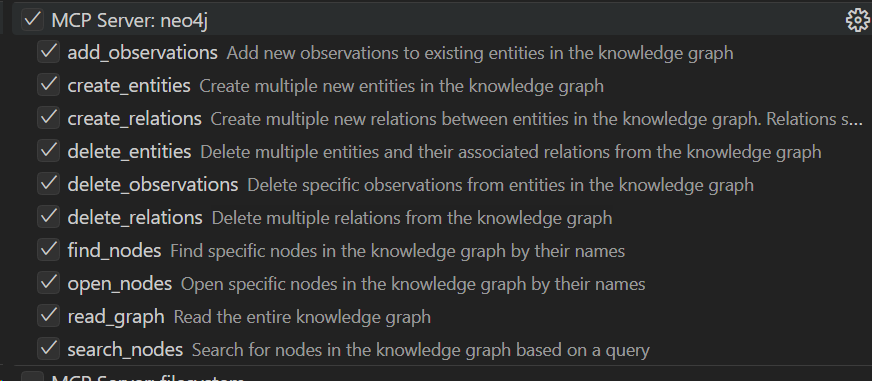 MCP Server: neo4j
add_observations Add new observations to existing entities in the knowledge graph
create_entities Create multiple new entities in the knowledge graph
create_relations Create multiple new relations between entities in the knowledge graph. Relations s...
delete_entities Delete multiple entities and their associated relations from the knowledge graph
delete_observations Delete specific observations from entities in the knowledge graph
delete_relations Delete multiple relations from the knowledge graph
find_nodes Find specific nodes in the knowledge graph by their names
open_nodes Open specific nodes in the knowledge graph by their names
read_graph Read the entire knowledge graph
search_nodes Search for nodes in the knowledge graph based on a query
MCP Server: filesystem